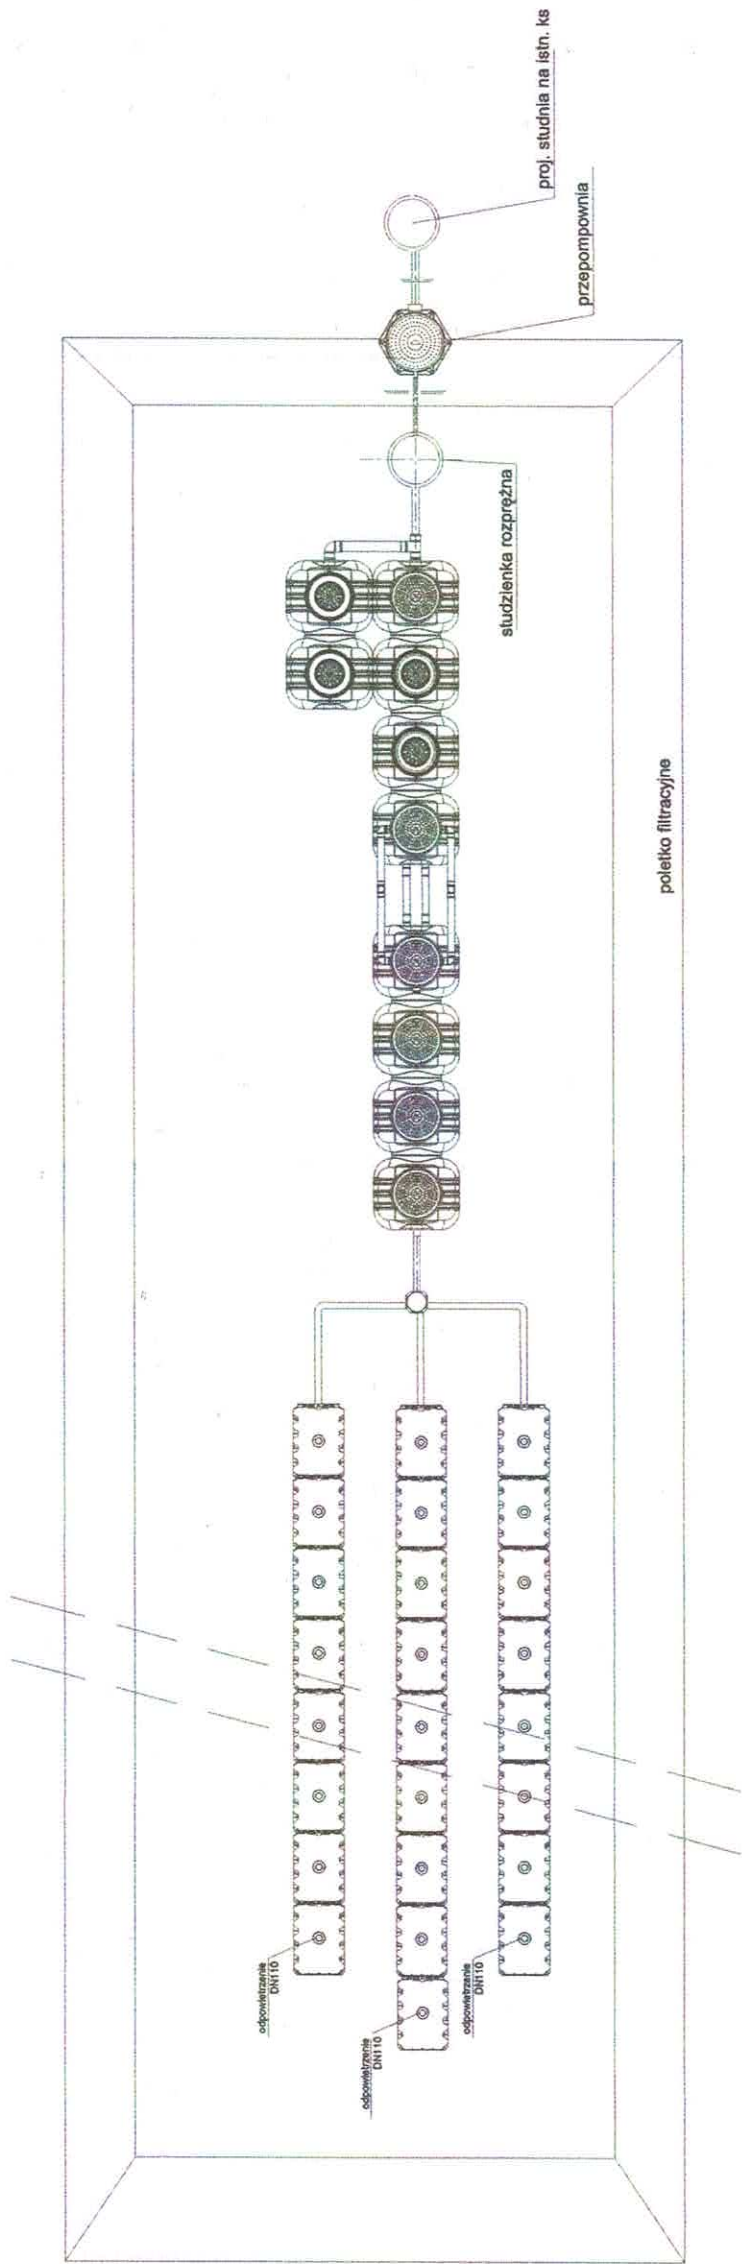 proj. studnia na istn. ks
przepompownia
studzienka rozprężna
poletko filtracyjne
odpowietrzenie
DN110
odpowietrzenie
DN110
odpowietrzenie
DN110